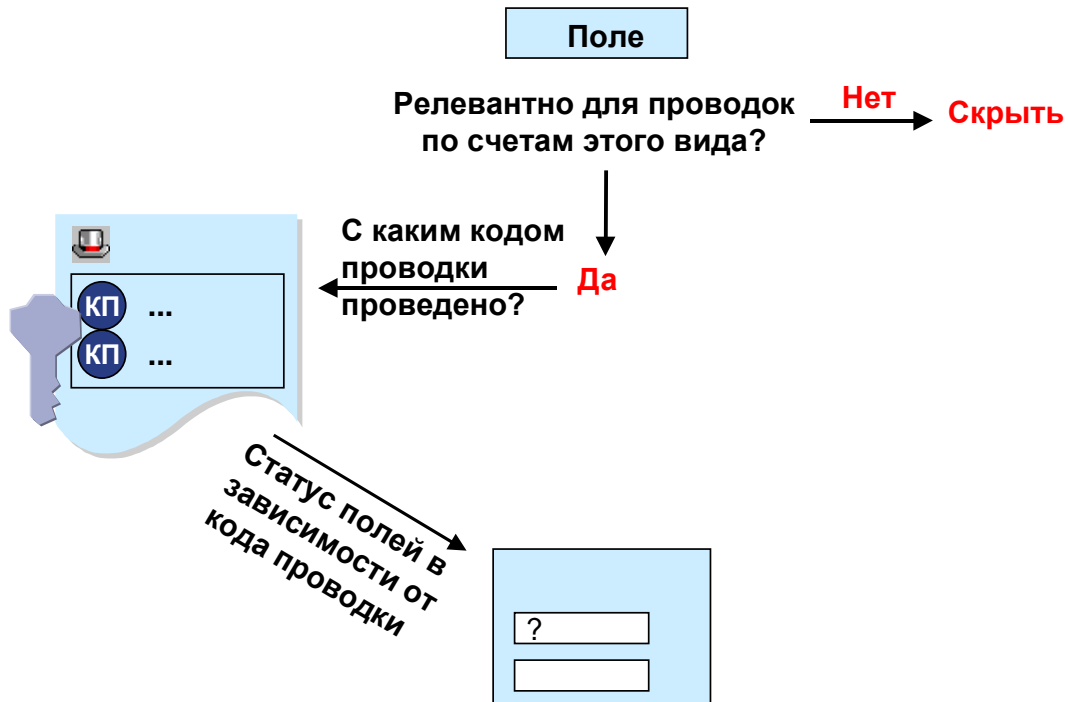 Поле
Релевантно для проводок
по счетам этого вида?
Нет
Скрыть
Да
С каким кодом
проводки
проведено?
КП ...
КП ...
Статус полей в
зависимости от
кода проводки
?